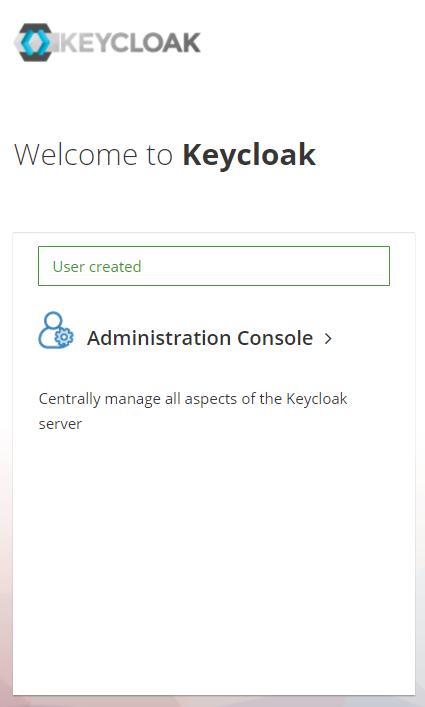 KEYCLOAK
Welcome to Keycloak
User created
Administration Console
Centrally manage all aspects of the Keycloak
server